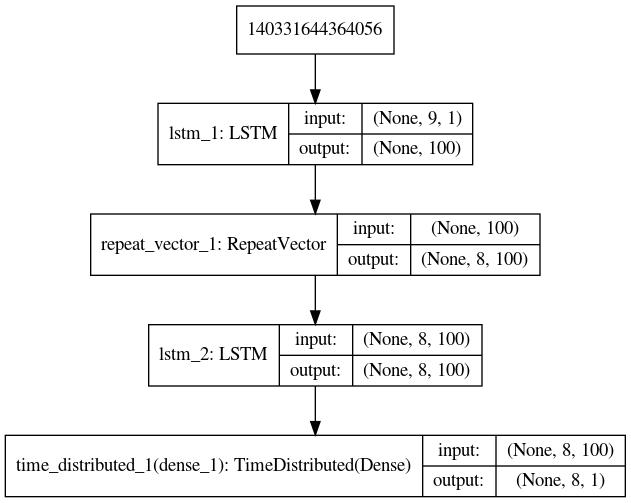 140331644364056
lstm_1: LSTM
input:
(None, 9, 1)
output:
(None, 100)
repeat_vector_1: RepeatVector
input:
(None, 100)
output:
(None, 8, 100)
lstm_2: LSTM
input:
(None, 8, 100)
output:
(None, 8, 100)
time_distributed_1(dense_1): TimeDistributed(Dense)
input:
(None, 8, 100)
output:
(None, 8, 1)